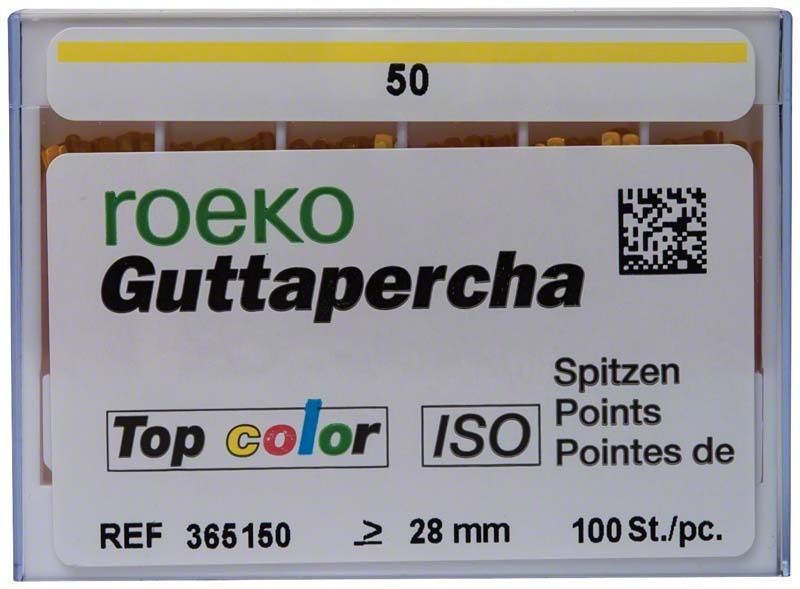 50
roeko
Guttapercha
Top color
ISO
Spitzen
Points
Pointes de
REF 365150 ≥ 28 mm 100 St./pc.